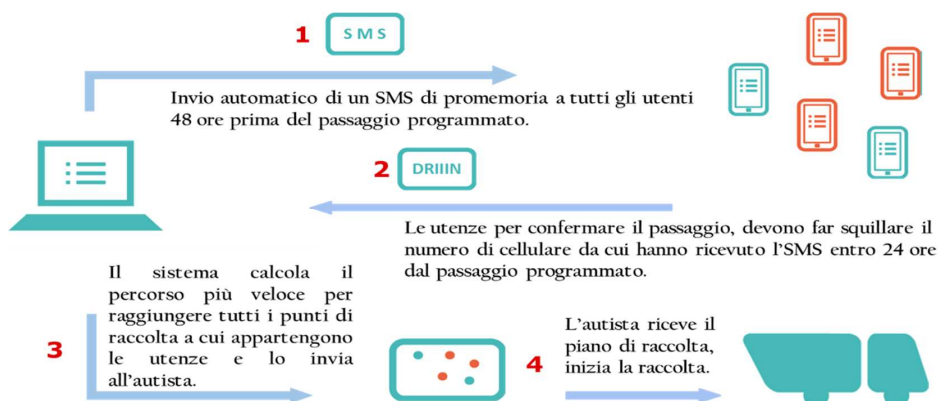 1
SMS
Invio automatico di un SMS di promemoria a tutti gli utenti
48 ore prima del passaggio programmato.
2
DRIIIN
Le utenze per confermare il passaggio, devono far squillare il
numero di cellulare da cui hanno ricevuto l'SMS entro 24 ore
dal passaggio programmato.
3
Il sistema calcola il
percorso più veloce per
raggiungere tutti i punti di
raccolta a cui appartengono
le utenze e lo invia
all'autista.
4
L'autista riceve il
piano di raccolta,
inizia la raccolta.